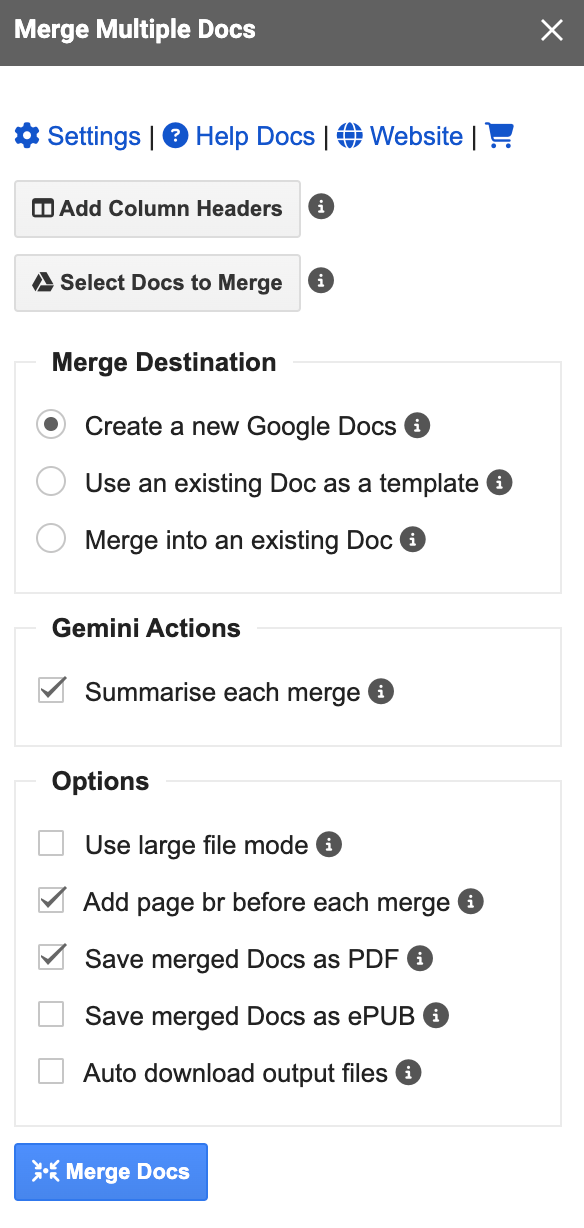 Merge Multiple Docs
Settings | Help Docs | Website |
Add Column Headers
Select Docs to Merge
Merge Destination
Create a new Google Docs
Use an existing Doc as a template
Merge into an existing Doc
Gemini Actions
Summarise each merge
Options
Use large file mode
Add page br before each merge
Save merged Docs as PDF
Save merged Docs as ePUB
Auto download output files
Merge Docs